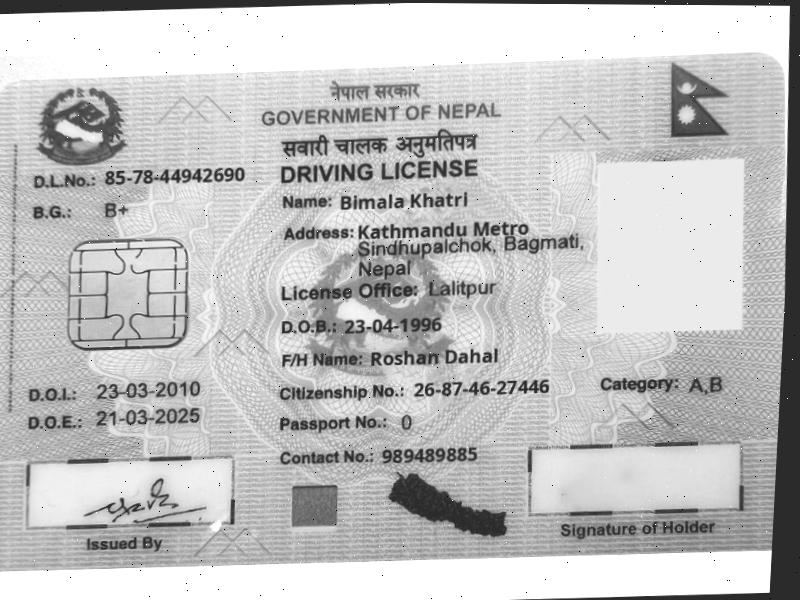 नेपाल सरकार
GOVERNMENT OF NEPAL
सवारी चालक अनुमतिपत्र
DRIVING LICENSE
D.L.No.: 85-78-44942690
B.G.: B+
Name: Bimala Khatri
Address: Kathmandu Metro
Sindhupalchok, Bagmati,
Nepal
License Office: Lalitpur
D.O.B.: 23-04-1996
F/H Name: Roshan Dahal
D.O.I.: 23-03-2010
Citizenship No.: 26-87-46-27446
Category: A,B
D.O.E.: 21-03-2025
Passport No.: 0
Contact No.: 989489885
Issued By
Signature of Holder